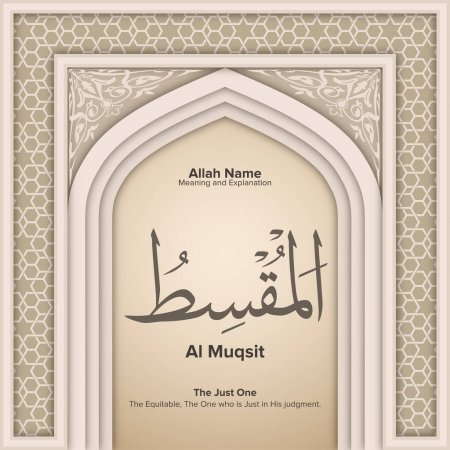 Allah Name
Meaning and Explanation
المُقْسِطُ
Al Muqsit
The Just One
The Equitable, The One who is Just in His judgment.